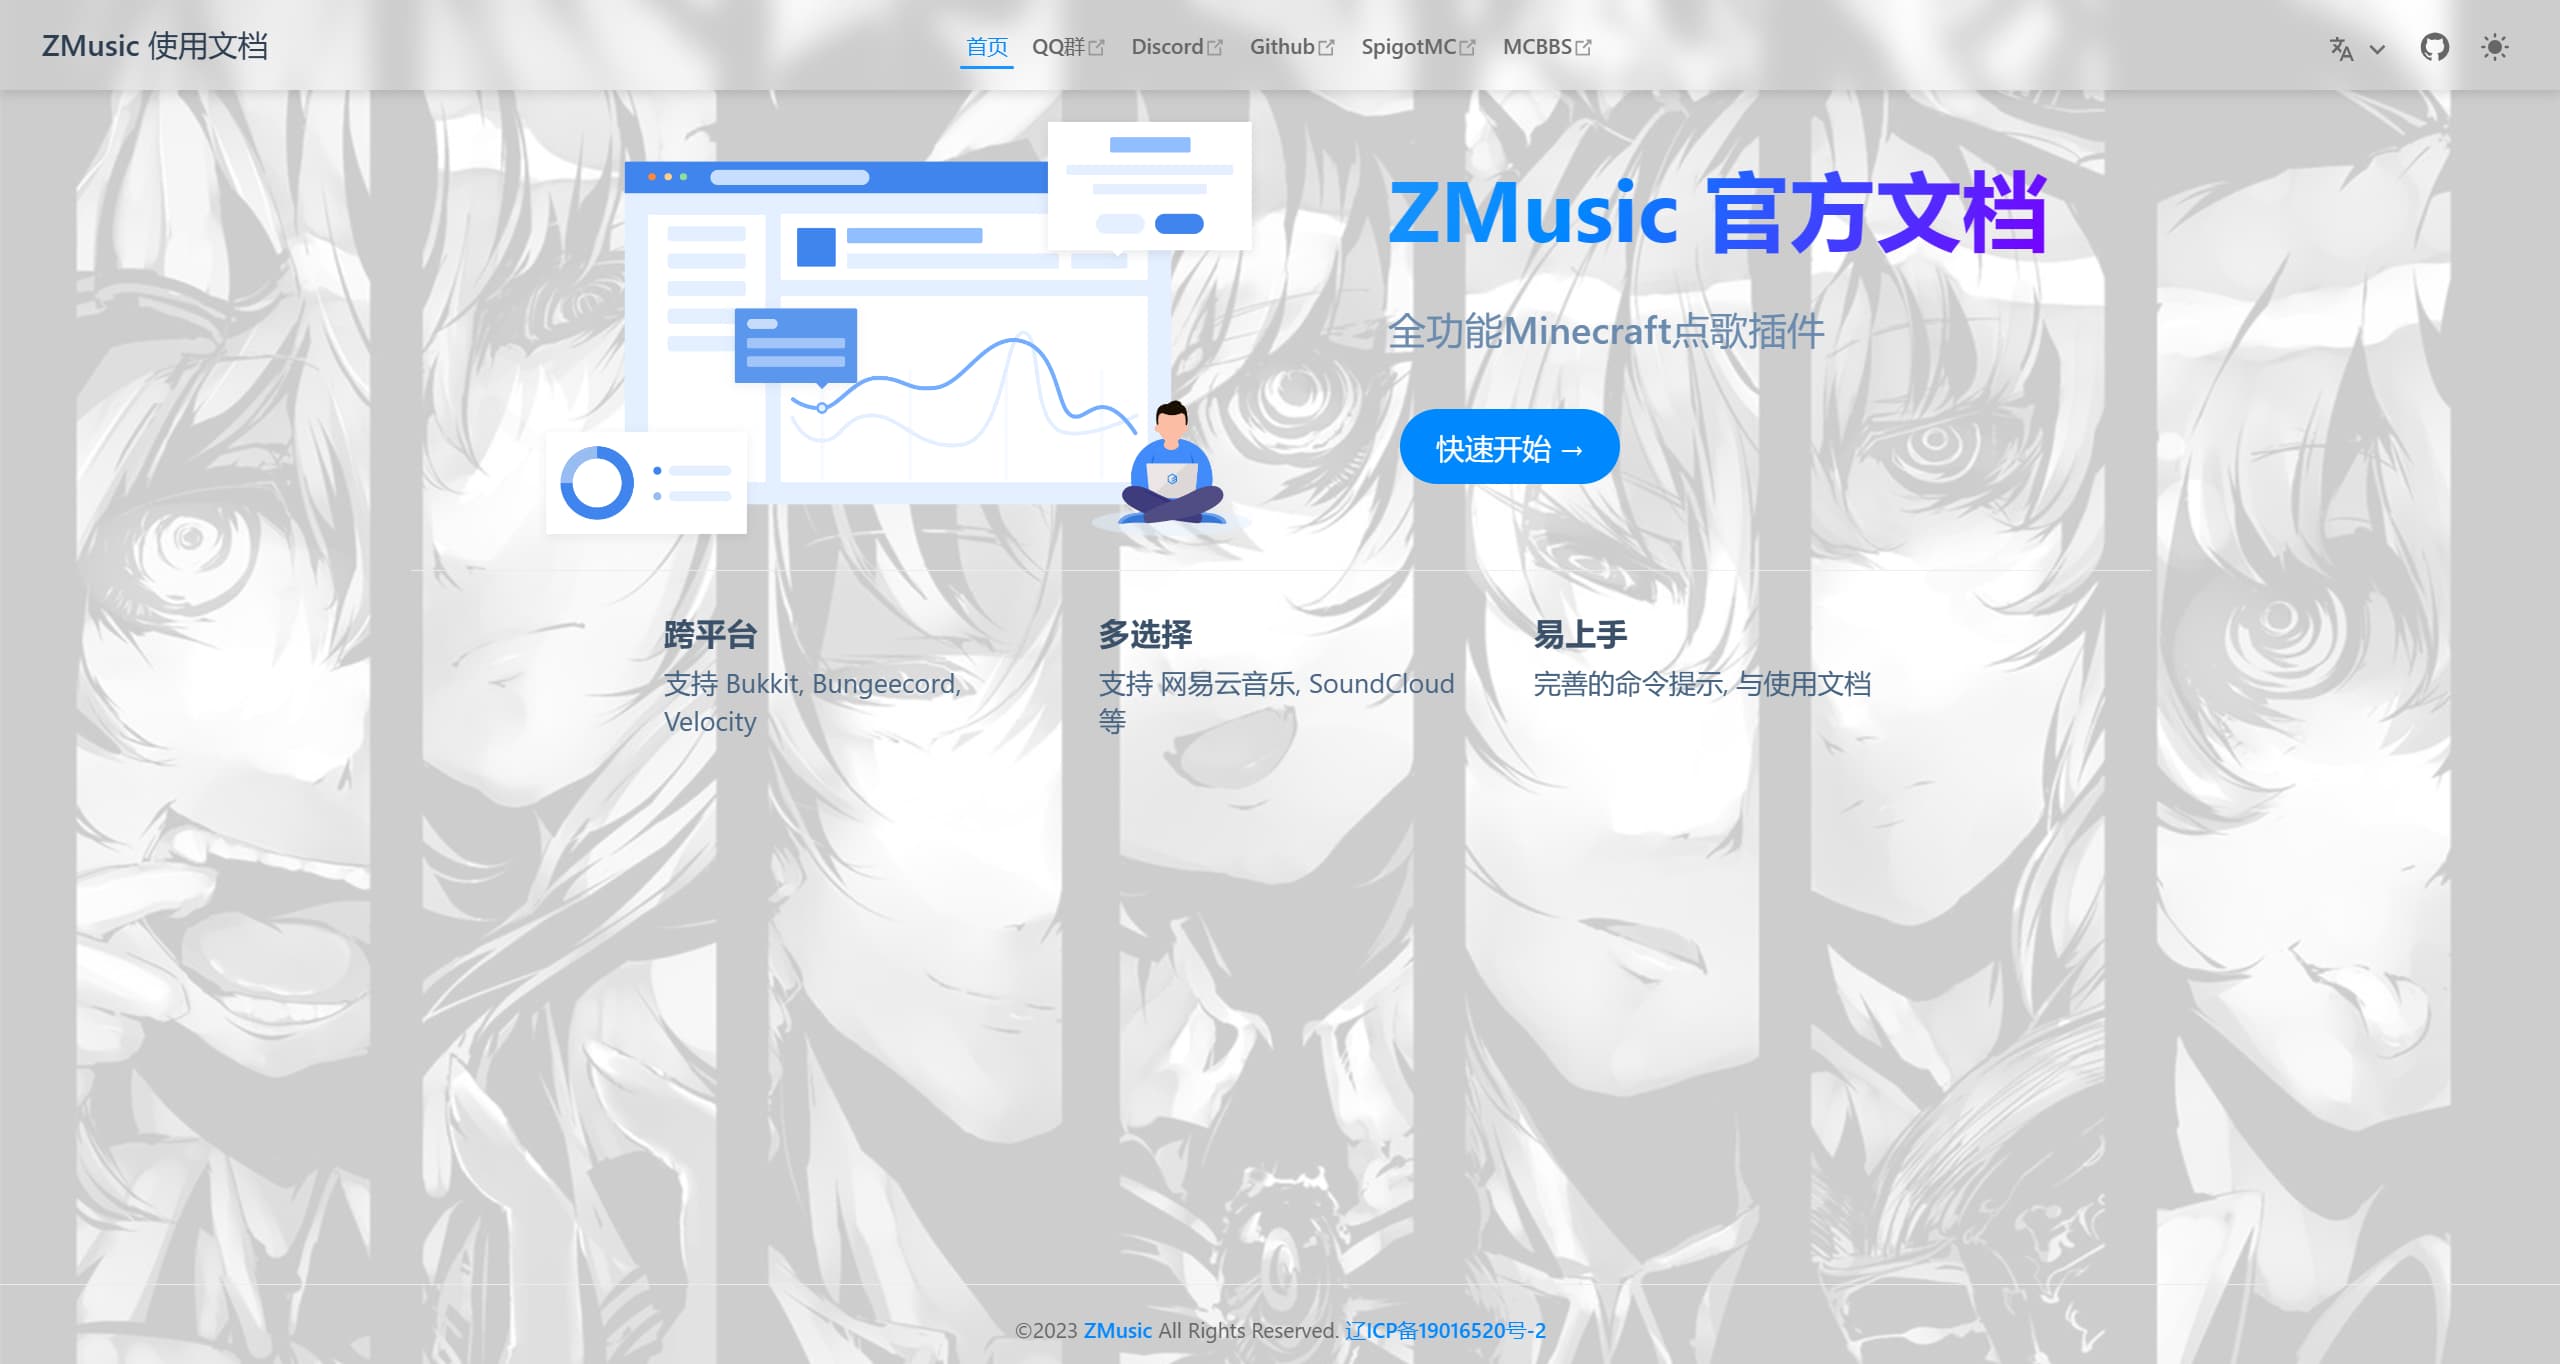 ZMusic 使用文档
首页 QQ群 Discord Github SpigotMC MCBBS
ZMusic 官方文档
全功能Minecraft点歌插件
快速开始 →
跨平台
支持 Bukkit, Bungeecord,
Velocity
多选择
支持 网易云音乐, SoundCloud
等
易上手
完善的命令提示, 与使用文档
©2023 ZMusic All Rights Reserved. 辽ICP备19016520号-2